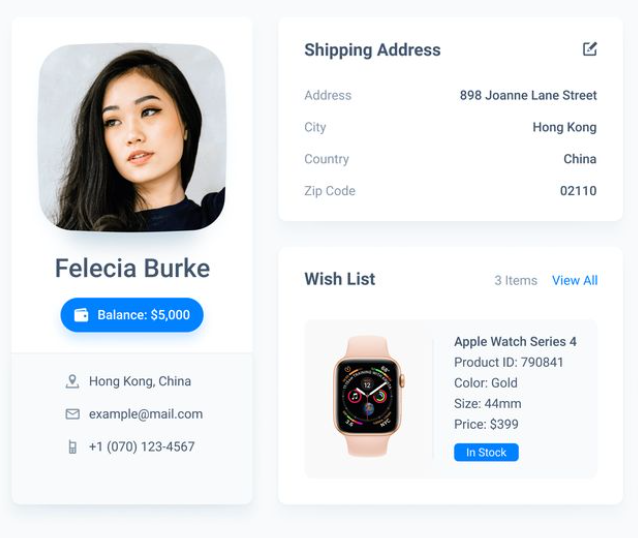 Felecia Burke
Balance: $5,000
Hong Kong, China
example@mail.com
+1 (070) 123-4567
Shipping Address
Address 898 Joanne Lane Street
City Hong Kong
Country China
Zip Code 02110
Wish List 3 Items View All
Apple Watch Series 4
Product ID: 790841
Color: Gold
Size: 44mm
Price: $399
In Stock